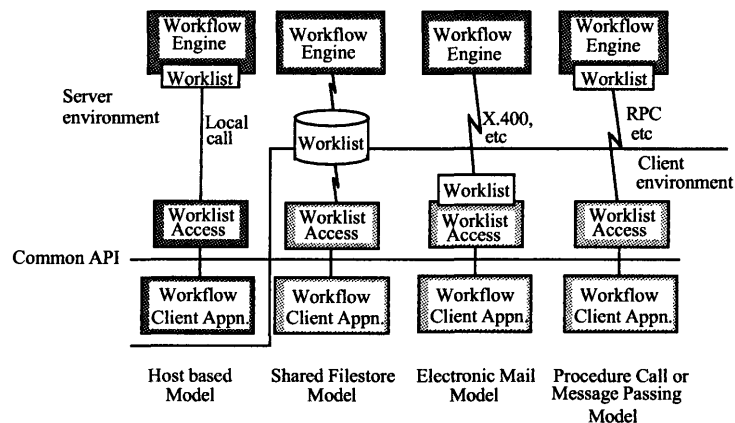 Workflow
Engine
Worklist
Workflow
Engine
Workflow
Engine
Workflow
Engine
Worklist
Server
environment
Local
call
Worklist
X.400,
etc
RPC
etc
Client
environment
Worklist
Worklist
Access
Worklist
Access
Worklist
Access
Worklist
Access
Common API
Workflow
Client Appn.
Workflow
Client Appn.
Workflow
Client Appn.
Workflow
Client Appn.
Host based
Model
Shared Filestore
Model
Electronic Mail
Model
Procedure Call or
Message Passing
Model